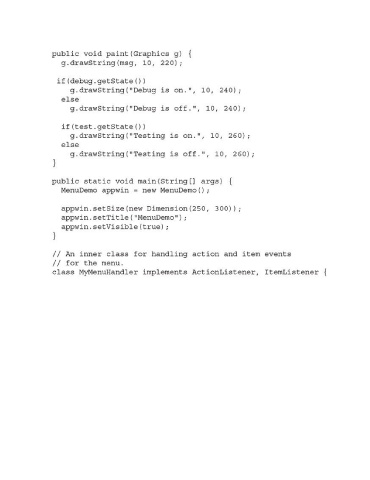 public void paint(Graphics g) {
g.drawString(msg, 10, 220);
if(debug.getState())
g.drawString("Debug is on.", 10, 240);
else
g.drawString("Debug is off.", 10, 240);
if(test.getState())
g.drawString("Testing is on.", 10, 260);
else
g.drawString("Testing is off.", 10, 260);
}
public static void main(String[] args) {
MenuDemo appwin = new MenuDemo();
appwin.setSize(new Dimension(250, 300));
appwin.setTitle("MenuDemo");
appwin.setVisible(true);
}
// An inner class for handling action and item events
// for the menu.
class MyMenuHandler implements ActionListener, ItemListener {